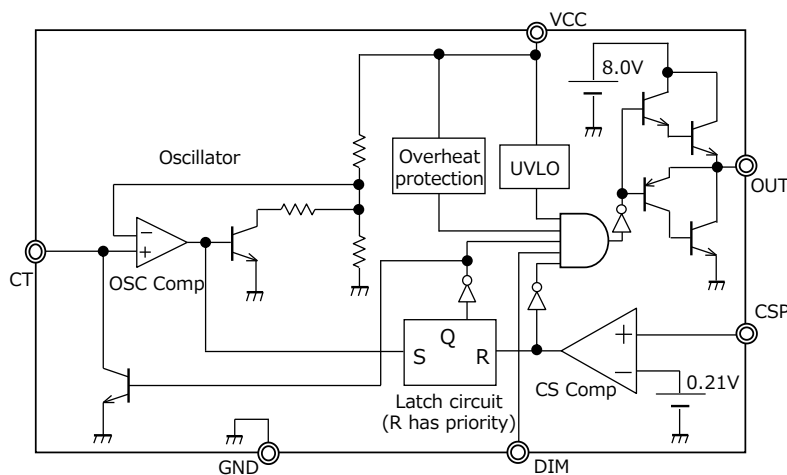 VCC
8.0V
Oscillator
Overheat
protection
UVLO
OUT
−
+
OSC Comp
CT
CSP
Q
S
R
+
−
CS Comp
0.21V
Latch circuit
(R has priority)
GND
DIM